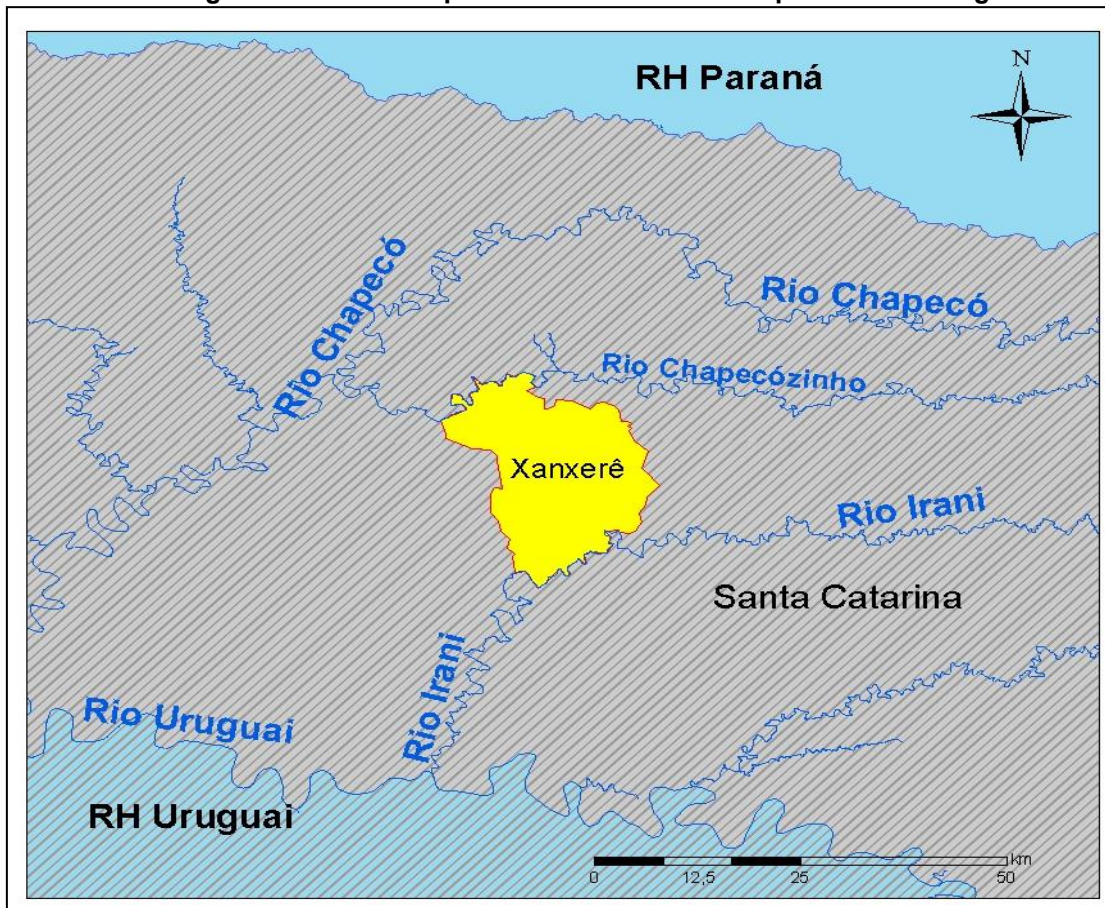 RH Paraná
N
Rio Chapecó
Rio Chapecó
Rio Chapecózinho
Xanxerê
Rio Irani
Santa Catarina
Rio Irani
Rio Uruguai
RH Uruguai
km
0 12,5 25 50